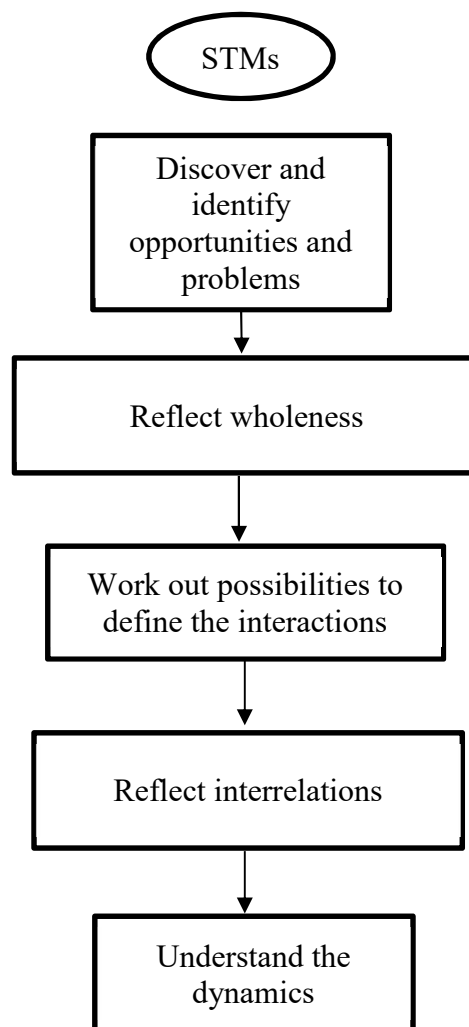 STMs
Discover and
identify
opportunities and
problems
Reflect wholeness
Work out possibilities to
define the interactions
Reflect interrelations
Understand the
dynamics